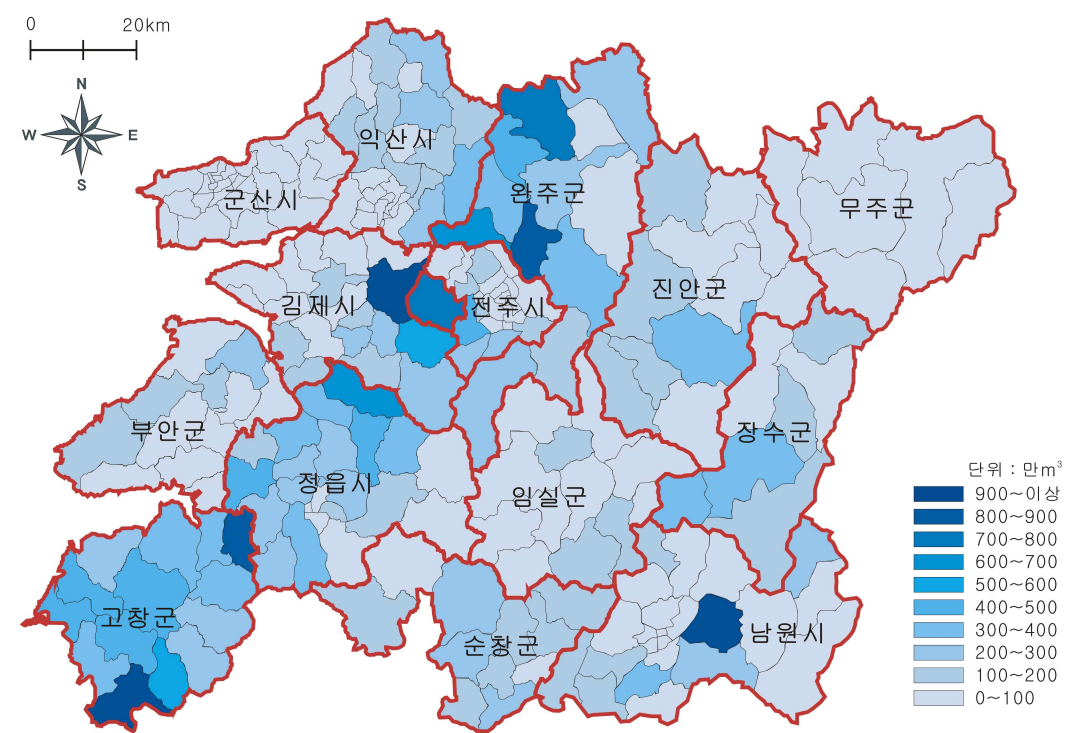 0 20km
N
W E
S
익산시
군산시
완주군
무주군
진안군
김제시
전주시
부안군
장수군
정읍시
임실군
고창군
순창군
남원시
단위 : 만m³
900~이상
800~900
700~800
600~700
500~600
400~500
300~400
200~300
100~200
0~100